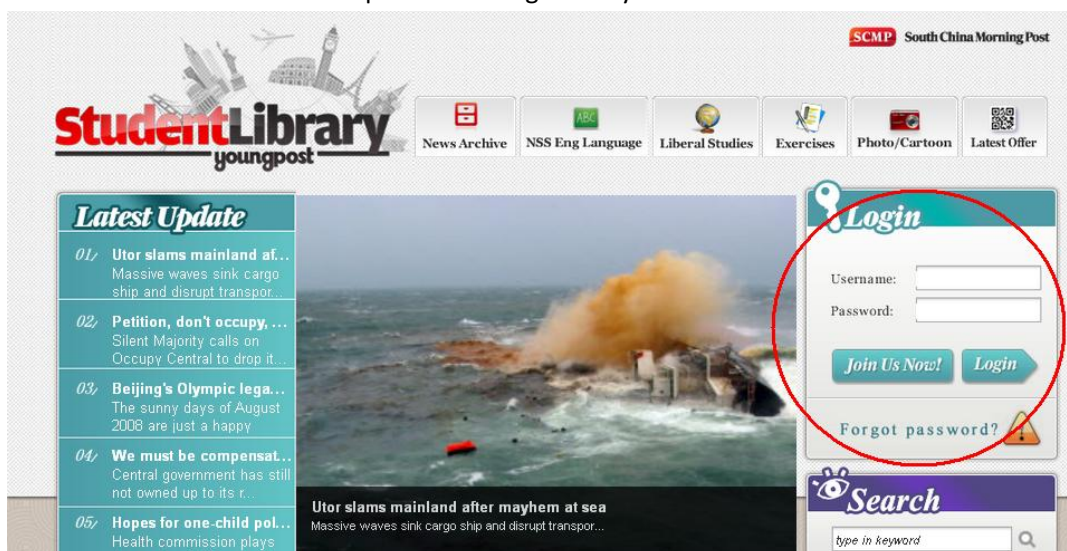 SCMP South China Morning Post
StudentLibrary
youngpost
News Archive
ABC
NSS Eng Language
Liberal Studies
Exercises
Photo/Cartoon
Latest Offer
Latest Update
01/ Utor slams mainland af...
Massive waves sink cargo
ship and disrupt transpor...
02/ Petition, don't occupy, ...
Silent Majority calls on
Occupy Central to drop it...
03/ Beijing's Olympic lega...
The sunny days of August
2008 are just a happy
04/ We must be compensat...
Central government has still
not owned up to its r...
05/ Hopes for one-child pol...
Health commission plays
Utor slams mainland after mayhem at sea
Massive waves sink cargo ship and disrupt transpor...
Login
Username:
Password:
Join Us Now! Login
Forgot password?
Search
type in keyword